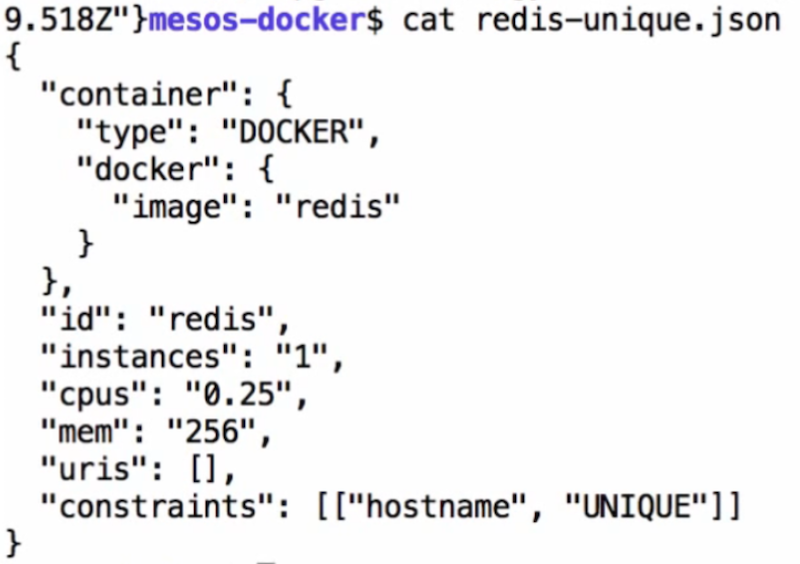 9.518Z"}mesos-docker$ cat redis-unique.json
{
  "container": {
    "type": "DOCKER",
    "docker": {
      "image": "redis"
    }
  },
  "id": "redis",
  "instances": "1",
  "cpus": "0.25",
  "mem": "256",
  "uris": [],
  "constraints": [["hostname", "UNIQUE"]]
}